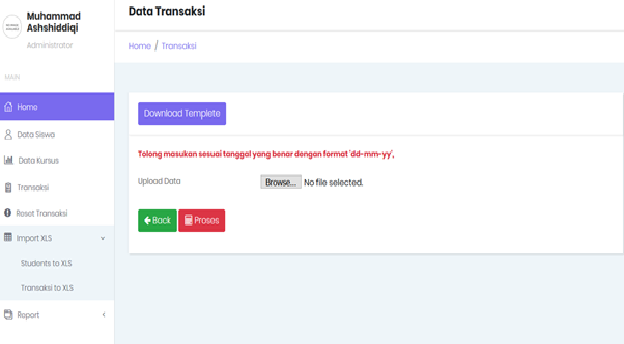 Muhammad
Ashshiddiqi
Administrator
MAIN
Home
Data Siswa
Data Kursus
Transaksi
Reset Transaksi
Import XLS
Students to XLS
Transaksi to XLS
Report
Data Transaksi
Home / Transaksi
Download Templete
Tolong masukan sesuai tanggal yang benar dengan format 'dd-mm-yy',
Upload Data Browse... No file selected.
Back Proses